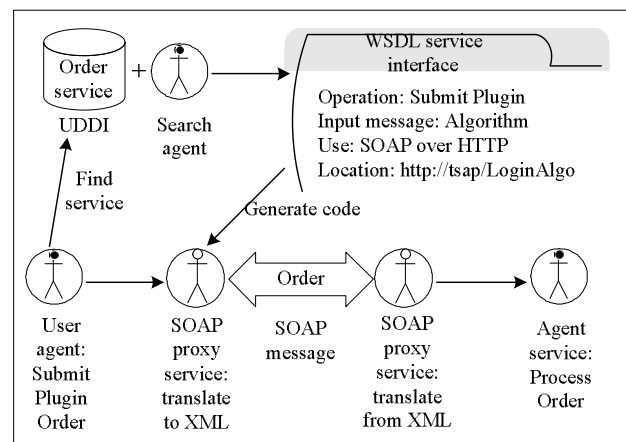 Order
service
+
UDDI
Search
agent
WSDL service
interface
Operation: Submit Plugin
Input message: Algorithm
Use: SOAP over HTTP
Location: http://tsap/LoginAlgo
Find
service
Generate code
Order
User
agent:
Submit
Plugin
Order
SOAP
proxy
service:
translate
to XML
SOAP
message
SOAP
proxy
service:
translate
from XML
Agent
service:
Process
Order